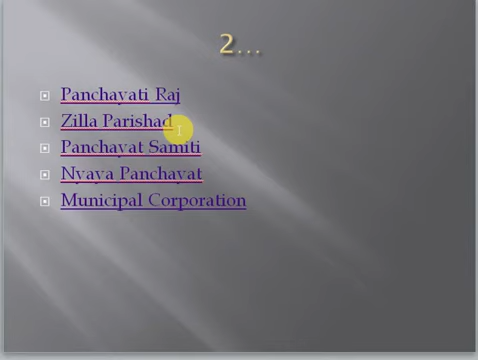 2...
Panchayati Raj
Zilla Parishad
Panchayat Samiti
Nyaya Panchayat
Municipal Corporation